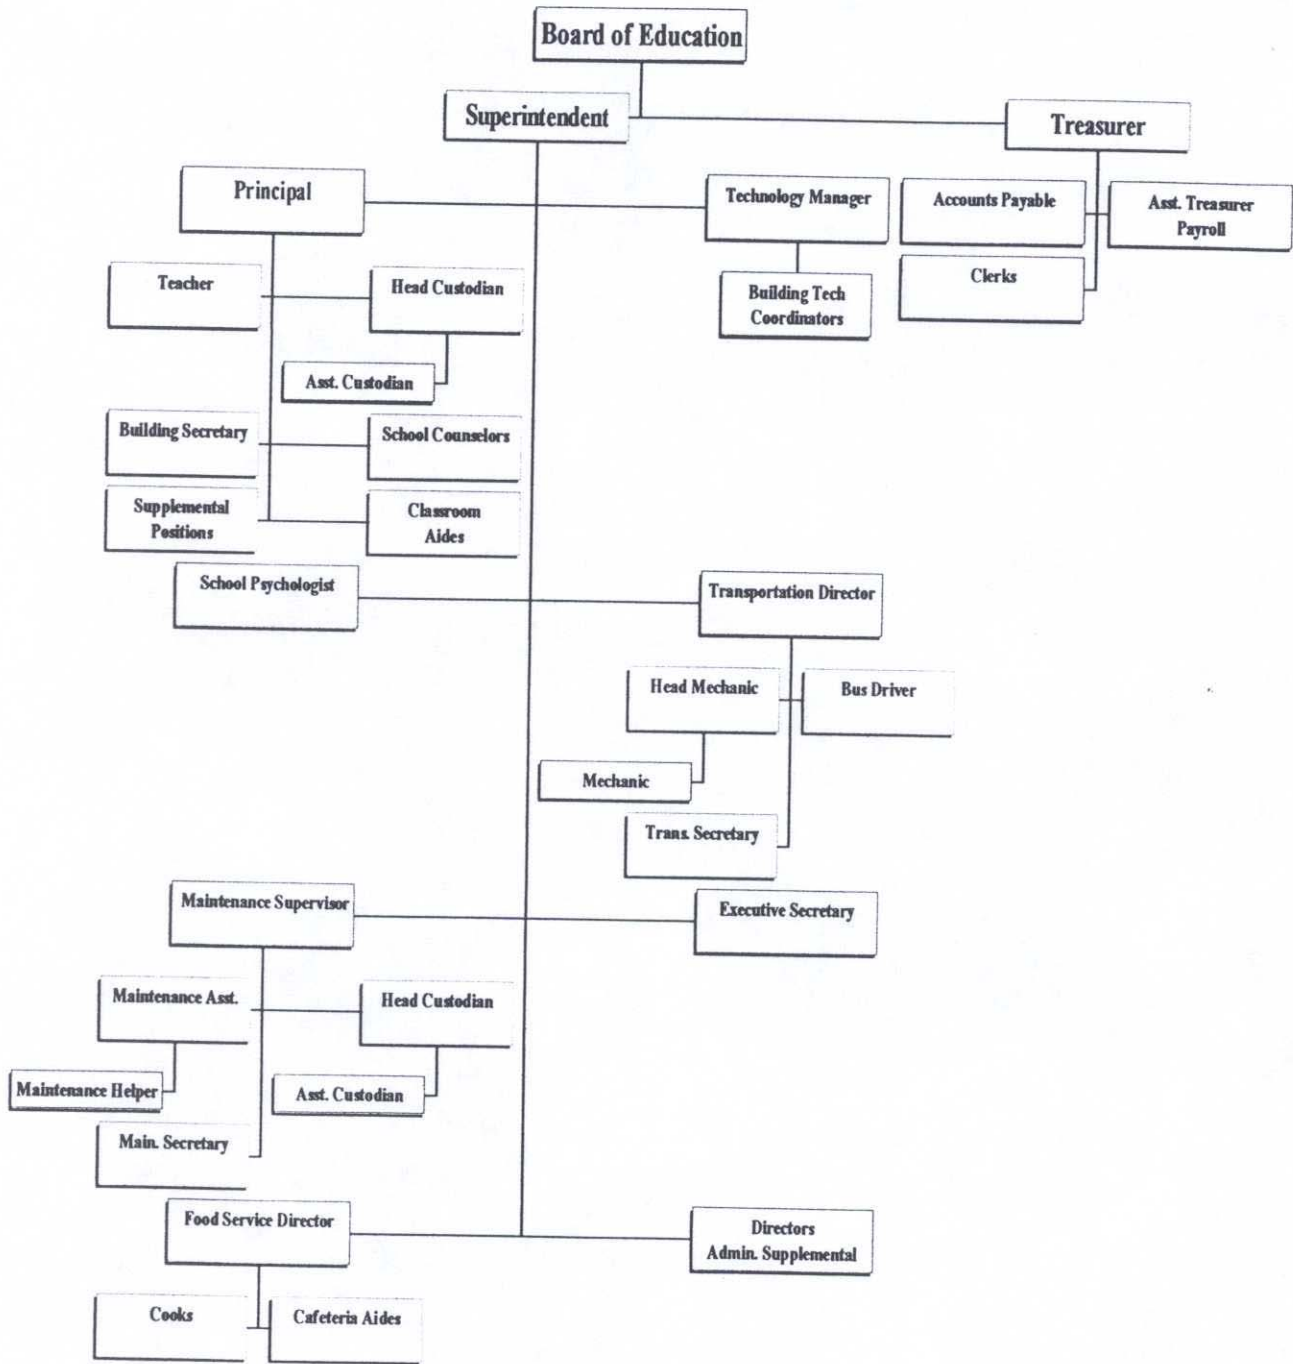 Board of Education
Superintendent
Treasurer
Principal
Technology Manager
Accounts Payable
Asst. Treasurer
Payroll
Teacher
Head Custodian
Building Tech
Coordinators
Clerks
Asst. Custodian
Building Secretary
School Counselors
Supplemental
Positions
Classroom
Aides
School Psychologist
Transportation Director
Head Mechanic
Bus Driver
Mechanic
Trans. Secretary
Maintenance Supervisor
Executive Secretary
Maintenance Asst.
Head Custodian
Maintenance Helper
Asst. Custodian
Main. Secretary
Food Service Director
Directors
Admin. Supplemental
Cooks
Cafeteria Aides